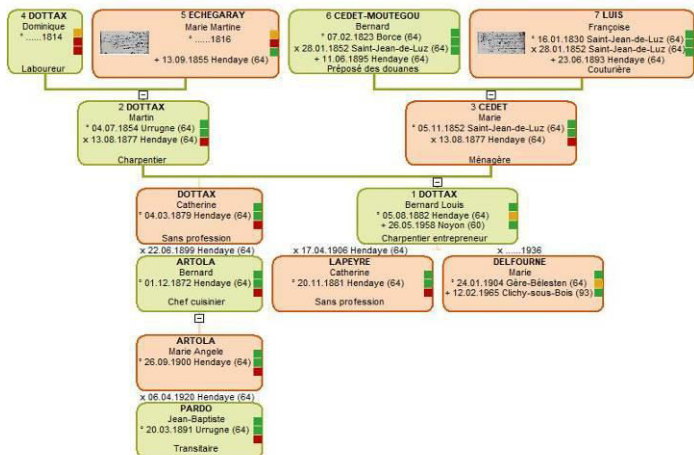 4 DOTTAX
Dominique
° ......1814
Laboureur
5 ECHEGARAY
Marie Martine
° ......1816
+ 13.09.1855 Hendaye (64)
6 CEDET-MOUTEGOU
Bernard
° 07.02.1823 Borce (64)
x 28.01.1852 Saint-Jean-de-Luz (64)
+ 11.06.1895 Hendaye (64)
Préposé des douanes
7 LUIS
Françoise
° 16.01.1830 Saint-Jean-de-Luz (64)
x 28.01.1852 Saint-Jean-de-Luz (64)
+ 23.06.1893 Hendaye (64)
Couturière
2 DOTTAX
Martin
° 04.07.1854 Urrugne (64)
x 13.08.1877 Hendaye (64)
Charpentier
3 CEDET
Marie
° 05.11.1852 Saint-Jean-de-Luz (64)
x 13.08.1877 Hendaye (64)
Ménagère
DOTTAX
Catherine
° 04.03.1879 Hendaye (64)
Sans profession
1 DOTTAX
Bernard Louis
° 05.08.1882 Hendaye (64)
+ 26.05.1958 Noyon (60)
Charpentier entrepreneur
x 22.06.1899 Hendaye (64)
x 17.04.1906 Hendaye (64)
x ......1936
ARTOLA
Bernard
° 01.12.1872 Hendaye (64)
Chef cuisinier
LAPEYRE
Catherine
° 20.11.1881 Hendaye (64)
Sans profession
DELFOURNE
Marie
° 24.01.1904 Gère-Bélesten (64)
+ 12.02.1965 Clichy-sous-Bois (93)
ARTOLA
Marie Angele
° 26.09.1900 Hendaye (64)
x 06.04.1920 Hendaye (64)
PARDO
Jean-Baptiste
° 20.03.1891 Urrugne (64)
Transitaire